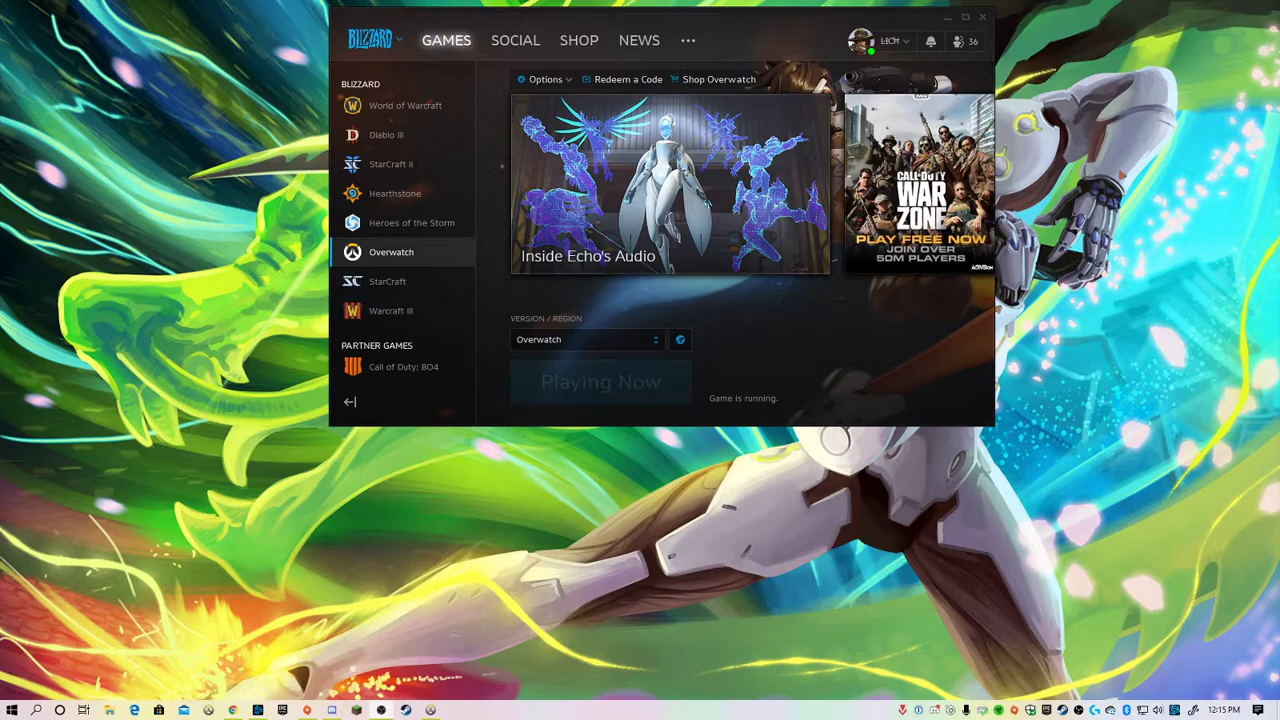 BLIZZARD
GAMES
SOCIAL
SHOP
NEWS
36
BLIZZARD
World of Warcraft
Diablo III
StarCraft II
Hearthstone
Heroes of the Storm
Overwatch
StarCraft
Warcraft III
PARTNER GAMES
Call of Duty: BO4
Options
Redeem a Code
Shop Overwatch
Inside Echo's Audio
CALL OF DUTY
WAR
ZONE
PLAY FREE NOW
JOIN OVER
50M PLAYERS
ACTIVISION
VERSION / REGION
Overwatch
Playing Now
Game is running.
12:15 PM